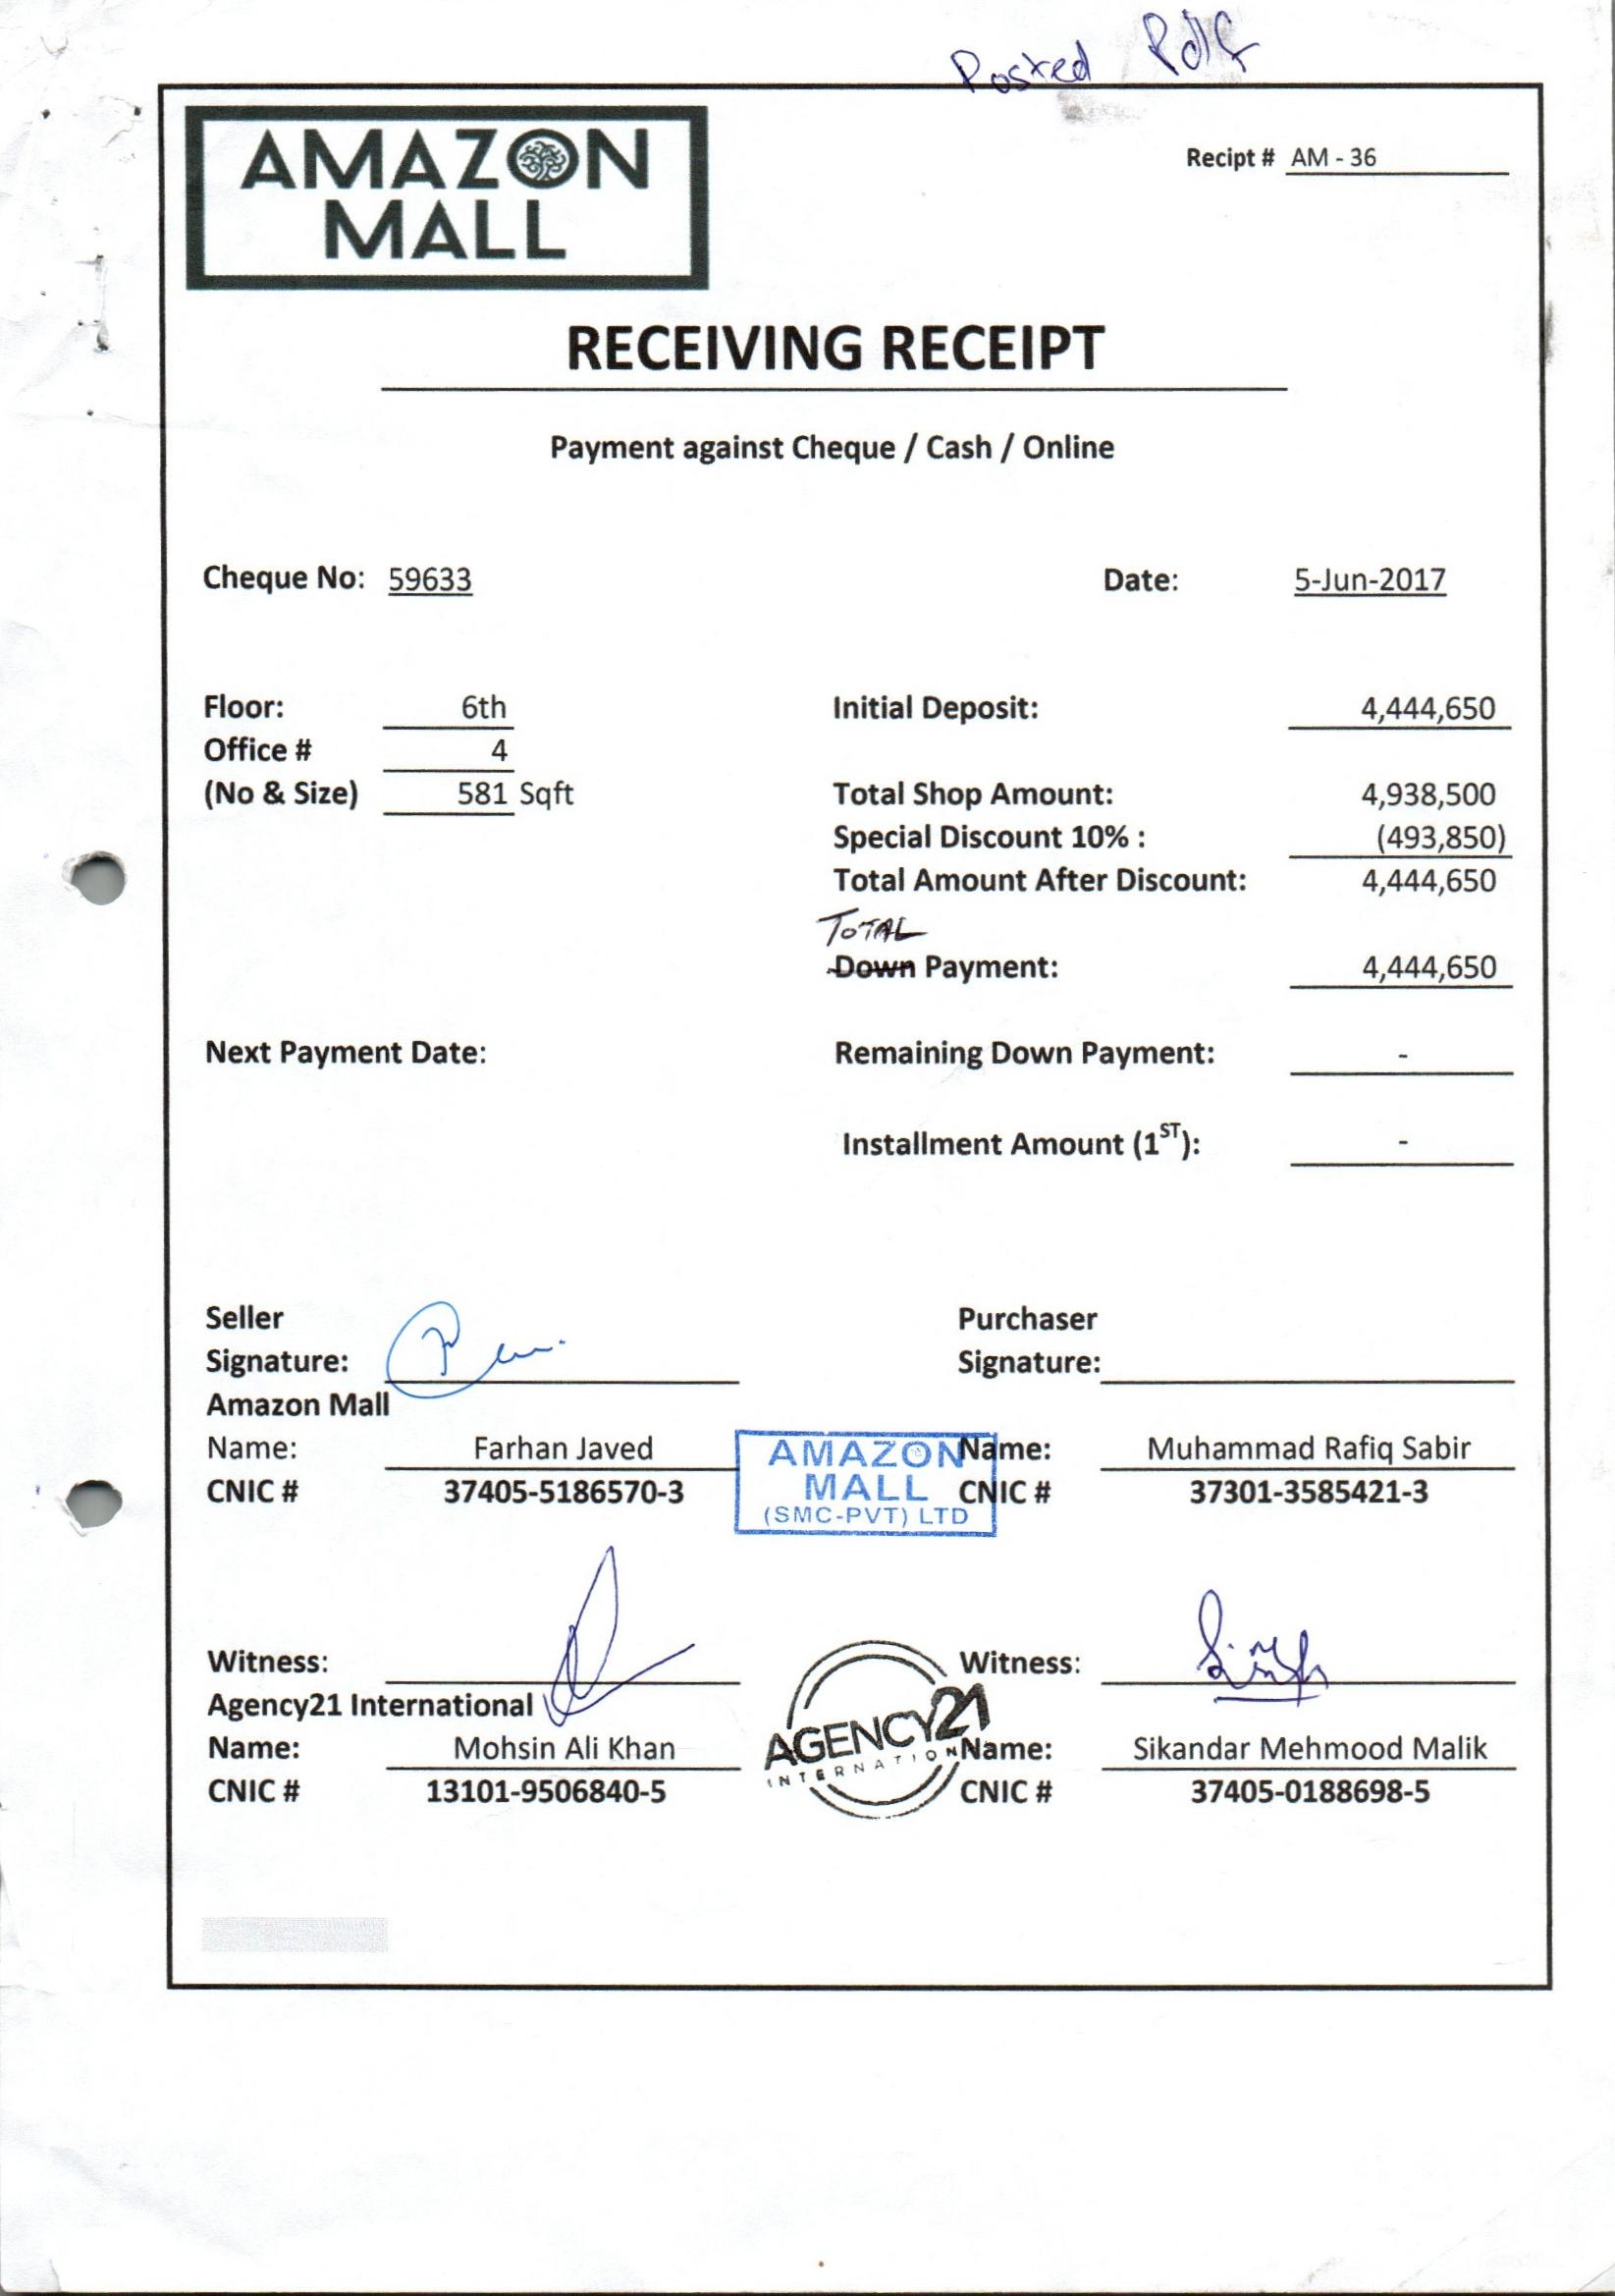 Posted
AMAZON
MALL
Recipt # AM - 36
RECEIVING RECEIPT
Payment against Cheque / Cash / Online
Cheque No: 59633 Date: 5-Jun-2017
Floor: 6th Initial Deposit: 4,444,650
Office # 4
(No & Size) 581 Sqft Total Shop Amount: 4,938,500
Special Discount 10% : (493,850)
Total Amount After Discount: 4,444,650
TOTAL
Down Payment: 4,444,650
Next Payment Date: Remaining Down Payment: -
Installment Amount (1ST): -
Seller Purchaser
Signature: Signature:
Amazon Mall
Name: Farhan Javed Name: Muhammad Rafiq Sabir
CNIC # 37405-5186570-3 CNIC # 37301-3585421-3
AMAZON
MALL
(SMC-PVT) LTD
Witness: Witness:
Agency21 International
Name: Mohsin Ali Khan Name: Sikandar Mehmood Malik
CNIC # 13101-9506840-5 CNIC # 37405-0188698-5
AGENCY21
INTERNATION